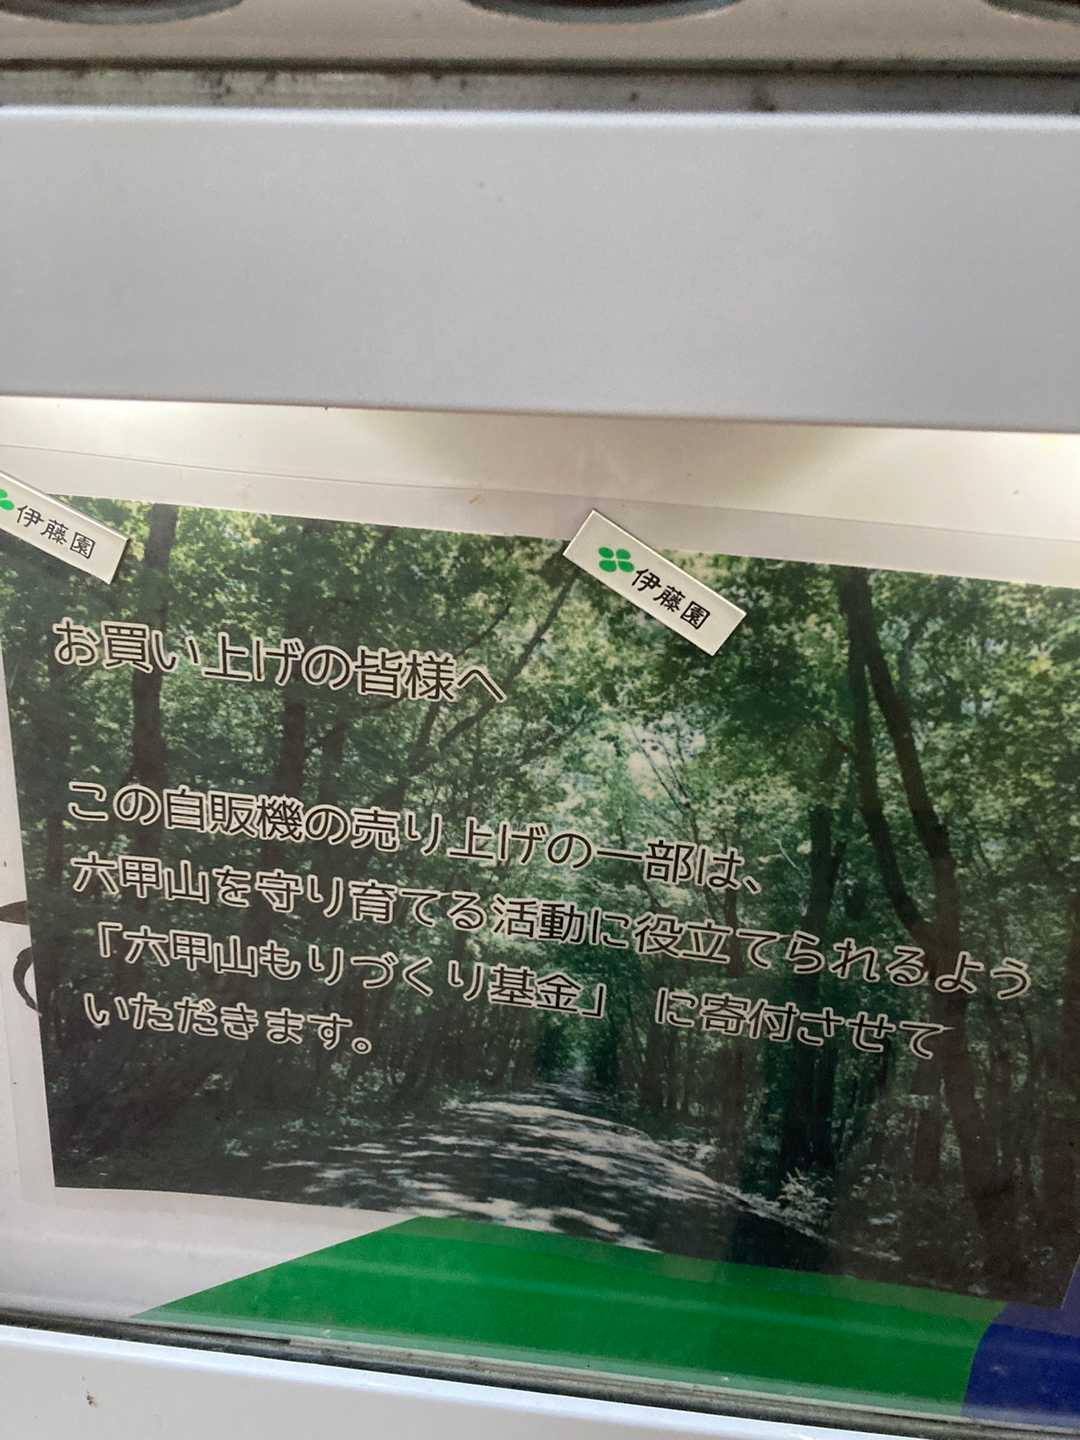 伊藤園
伊藤園
お買い上げの皆様へ
この自販機の売り上げの一部は、
六甲山を守り育てる活動に役立てられるよう
「六甲山もりづくり基金」 に寄付させて
いただきます。